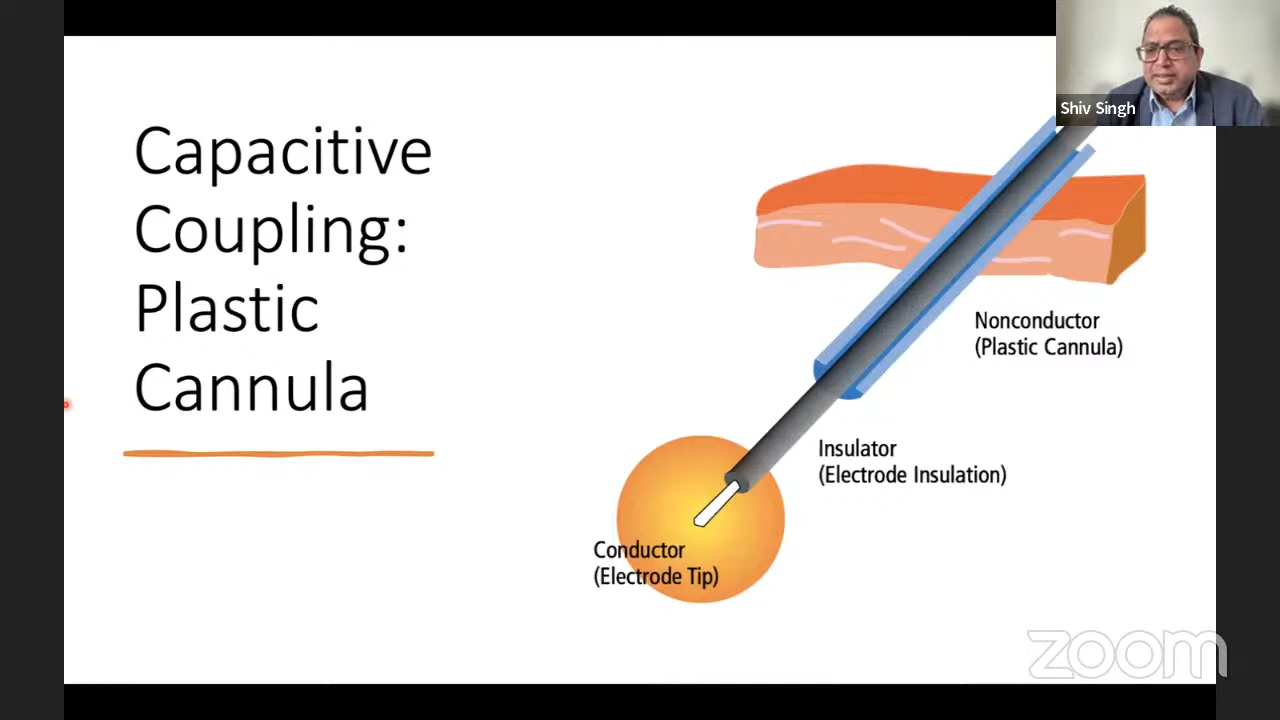 Shiv Singh
Capacitive
Coupling:
Plastic
Cannula
Nonconductor
(Plastic Cannula)
Insulator
(Electrode Insulation)
Conductor
(Electrode Tip)
zoom